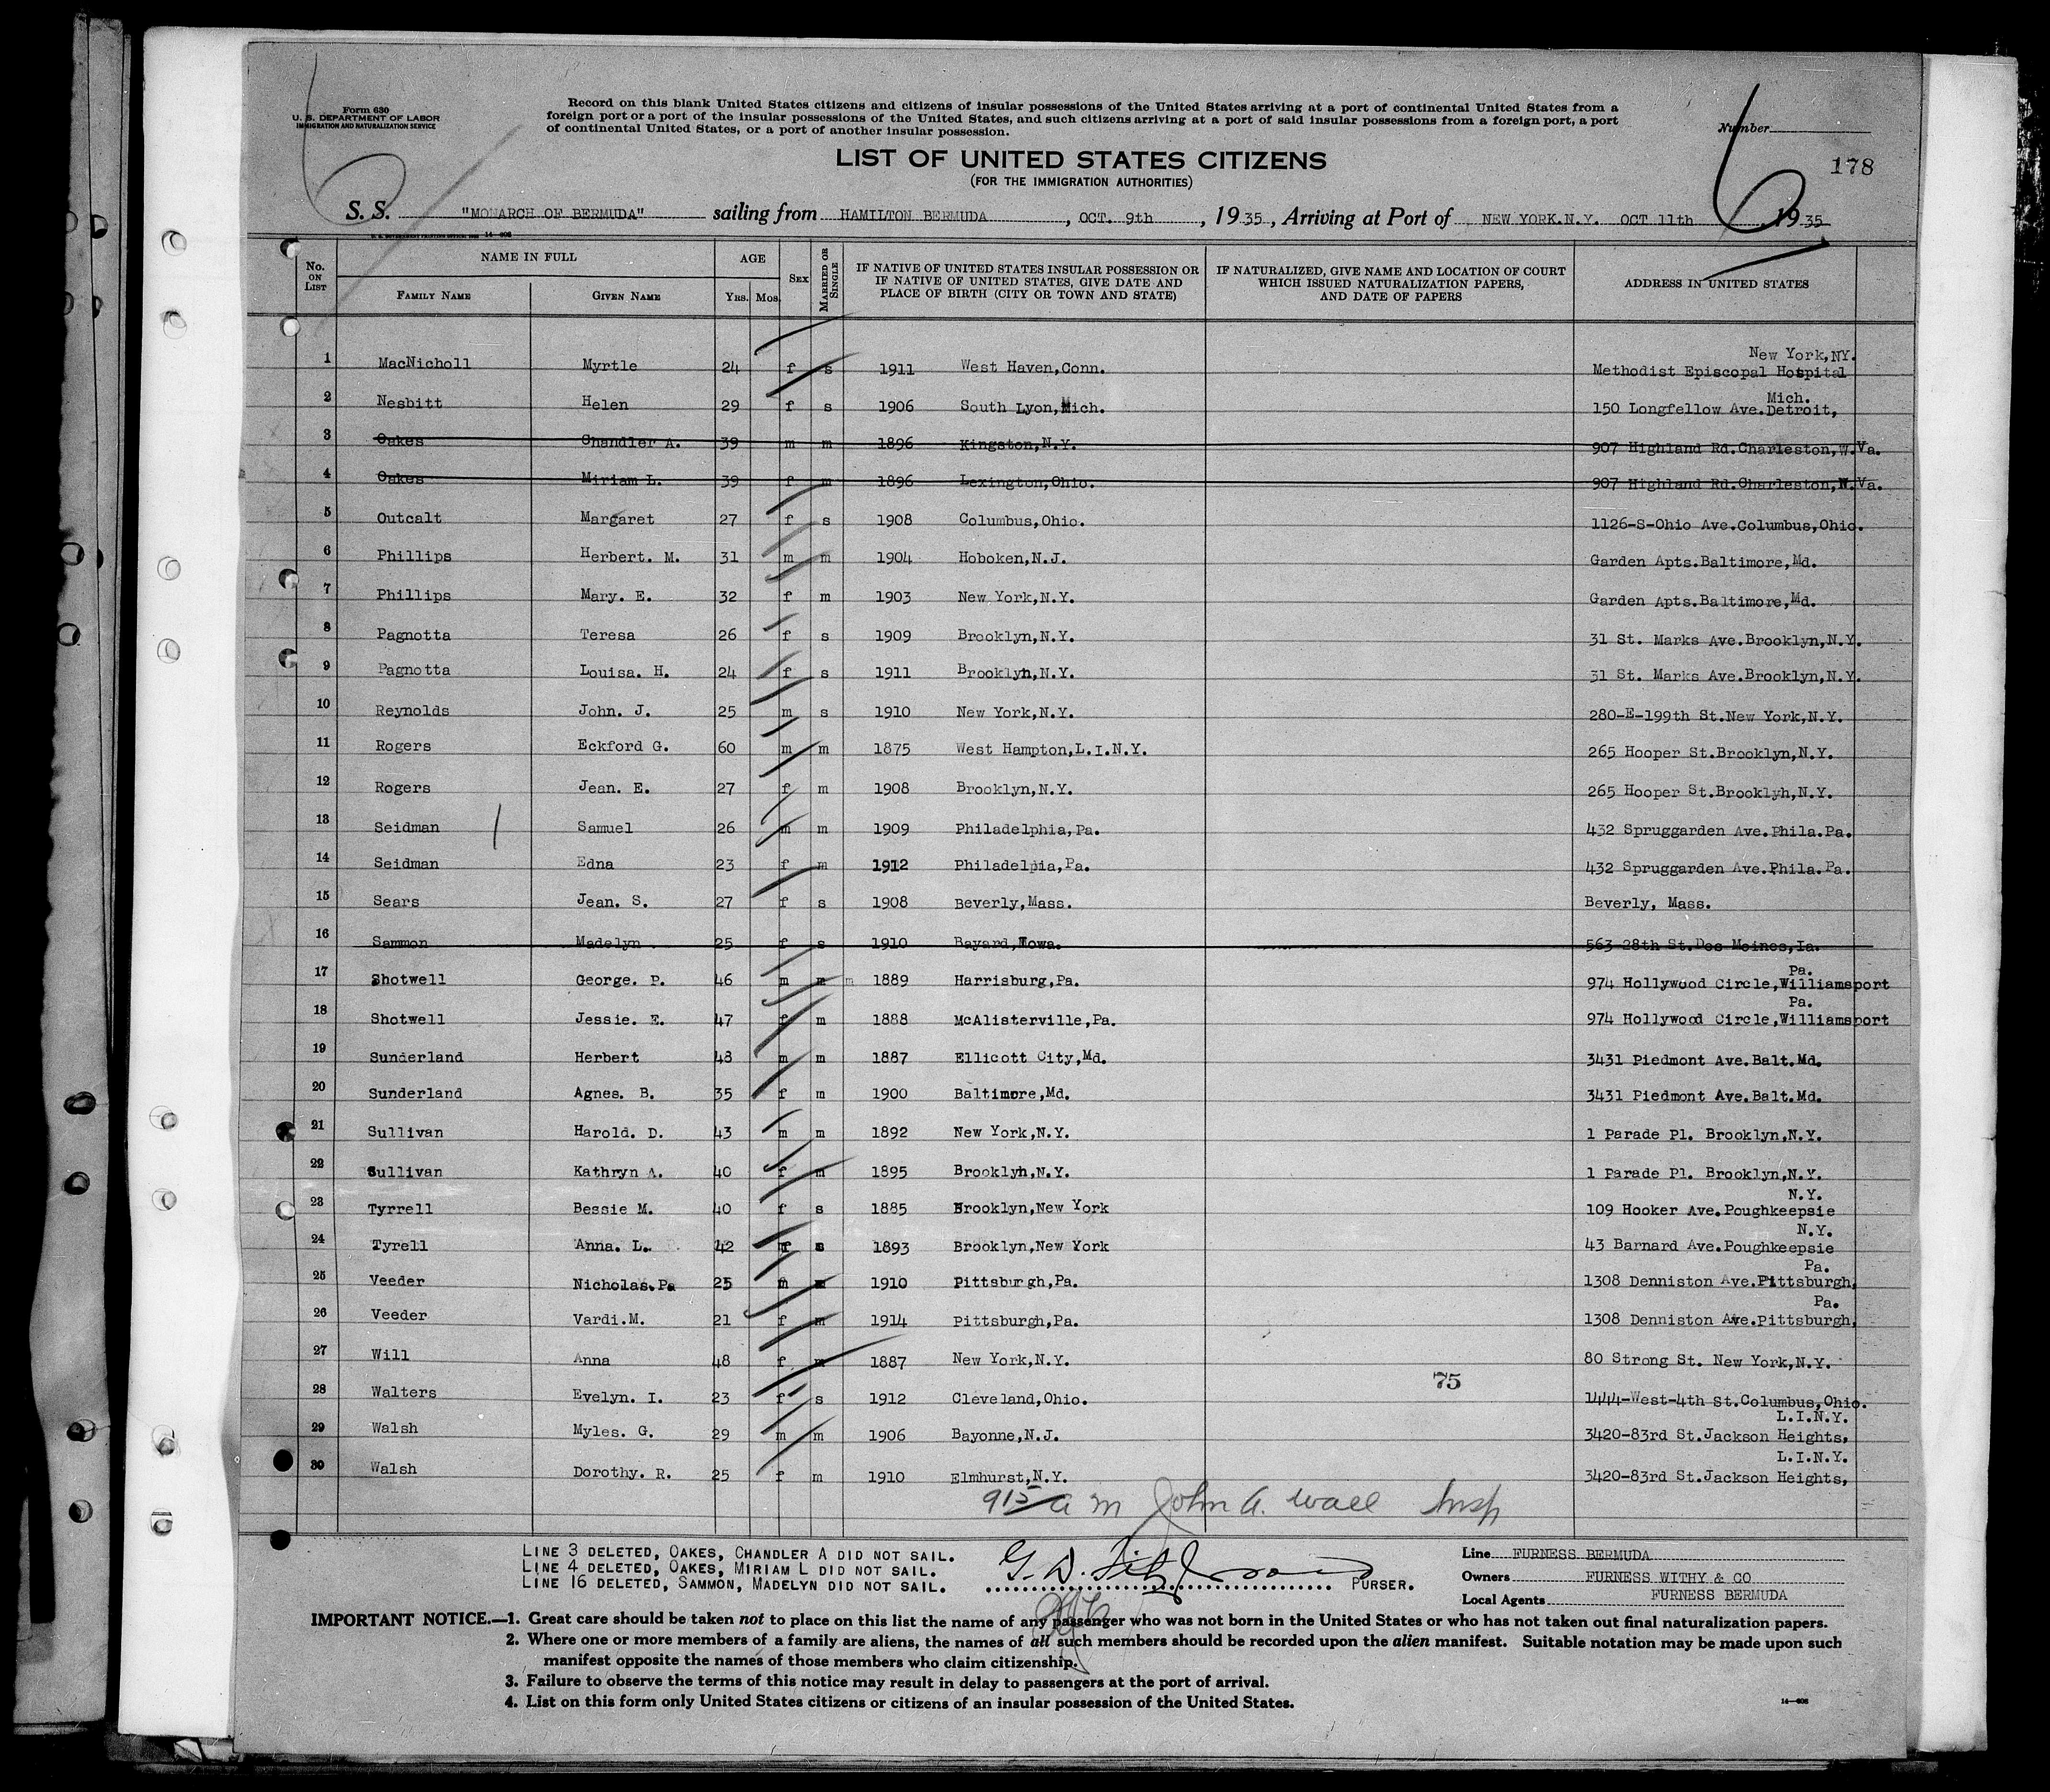 Form 630
U. S. DEPARTMENT OF LABOR
IMMIGRATION AND NATURALIZATION SERVICE
Record on this blank United States citizens and citizens of insular possessions of the United States arriving at a port of continental United States from a
foreign port or a port of the insular possessions of the United States, and such citizens arriving at a port of said insular possessions from a foreign port, a port
of continental United States, or a port of another insular possession.
Number
LIST OF UNITED STATES CITIZENS
178
(FOR THE IMMIGRATION AUTHORITIES)
S. S. "MONARCH OF BERMUDA" sailing from HAMILTON BERMUDA, OCT. 9th, 1935, Arriving at Port of NEW YORK.N.Y. OCT 11th 1935
No. ON LIST NAME IN FULL FAMILY NAME GIVEN NAME AGE YRS. MOS. SEX MARRIED OR SINGLE IF NATIVE OF UNITED STATES INSULAR POSSESSION OR IF NATIVE OF UNITED STATES, GIVE DATE AND PLACE OF BIRTH (CITY OR TOWN AND STATE) IF NATURALIZED, GIVE NAME AND LOCATION OF COURT WHICH ISSUED NATURALIZATION PAPERS, AND DATE OF PAPERS ADDRESS IN UNITED STATES
New York,NY.
1 MacNicholl Myrtle 24 f s 1911 West Haven,Conn. Methodist Episcopal Hospital
Mich.
2 Nesbitt Helen 29 f s 1906 South Lyon,Mich. 150 Longfellow Ave.Detroit,
3 Oakes Chandler A. 39 m m 1896 Kingston,N.Y. 907 Highland Rd.Charleston,W.Va.
4 Oakes Miriam L. 39 f m 1896 Lexington,Ohio. 907 Highland Rd.Charleston,W.Va.
5 Outcalt Margaret 27 f s 1908 Columbus,Ohio. 1126-S-Ohio Ave.Columbus,Ohio.
6 Phillips Herbert. M. 31 m m 1904 Hoboken,N.J. Garden Apts.Baltimore,Md.
7 Phillips Mary. E. 32 f m 1903 New York,N.Y. Garden Apts.Baltimore,Md.
8 Pagnotta Teresa 26 f s 1909 Brooklyn,N.Y. 31 St. Marks Ave.Brooklyn,N.Y.
9 Pagnotta Louisa. H. 24 f s 1911 Brooklyn,N.Y. 31 St. Marks Ave.Brooklyn,N.Y.
10 Reynolds John. J. 25 m s 1910 New York,N.Y. 280-E-199th St.New York,N.Y.
11 Rogers Eckford G. 60 m m 1875 West Hampton,L.I.N.Y. 265 Hooper St.Brooklyn,N.Y.
12 Rogers Jean. E. 27 f m 1908 Brooklyn,N.Y. 265 Hooper St.Brooklyh,N.Y.
13 Seidman Samuel 26 m m 1909 Philadelphia,Pa. 432 Spruggarden Ave.Phila.Pa.
14 Seidman Edna 23 f m 1912 Philadelpia,Pa. 432 Spruggarden Ave.Phila.Pa.
15 Sears Jean. S. 27 f s 1908 Beverly,Mass. Beverly, Mass.
16 Sammon Madelyn 25 f s 1910 Bayard,Iowa. 563 28th St.Des Moines,Ia.
Pa.
17 Shotwell George. P. 46 m m m 1889 Harrisburg,Pa. 974 Hollywood Circle,Williamsport
Pa.
18 Shotwell Jessie. E. 47 f m 1888 McAlisterville,Pa. 974 Hollywood Circle,Williamsport
19 Sunderland Herbert 48 m m 1887 Ellicott City,Md. 3431 Piedmont Ave.Balt.Md.
20 Sunderland Agnes. B. 35 f m 1900 Baltimore,Md. 3431 Piedmont Ave.Balt.Md.
21 Sullivan Harold. D. 43 m m 1892 New York,N.Y. 1 Parade Pl. Brooklyn,N.Y.
22 Sullivan Kathryn A. 40 f m 1895 Brooklyn,N.Y. 1 Parade Pl. Brooklyn,N.Y.
N.Y.
23 Tyrrell Bessie M. 40 f s 1885 Brooklyn,New York 109 Hooker Ave.Poughkeepsie
N.Y.
24 Tyrell Anna. L. 42 f s 1893 Brooklyn,New York 43 Barnard Ave.Poughkeepsie
Pa.
25 Veeder Nicholas.Pa 25 m m 1910 Pittsburgh,Pa. 1308 Denniston Ave.Pittsburgh,
Pa.
26 Veeder Vardi.M. 21 f m 1914 Pittsburgh,Pa. 1308 Denniston Ave.Pittsburgh,
27 Will Anna 48 f m 1887 New York,N.Y. 80 Strong St. New York,N.Y.
75
28 Walters Evelyn. I. 23 f s 1912 Cleveland,Ohio. 1444-West-4th St.Columbus,Ohio.
L.I.N.Y.
29 Walsh Myles. G. 29 m m 1906 Bayonne,N.J. 3420-83rd St.Jackson Heights,
L.I.N.Y.
30 Walsh Dorothy. R. 25 f m 1910 Elmhurst,N.Y. 3420-83rd St.Jackson Heights,
915 a m John A. Wall Insp
LINE 3 DELETED, OAKES, CHANDLER A DID NOT SAIL.
LINE 4 DELETED, OAKES, MIRIAM L DID NOT SAIL.
LINE 16 DELETED, SAMMON, MADELYN DID NOT SAIL.
G. D. PURSER.
Line FURNESS BERMUDA
Owners FURNESS WITHY & CO
Local Agents FURNESS BERMUDA
IMPORTANT NOTICE.—1. Great care should be taken not to place on this list the name of any passenger who was not born in the United States or who has not taken out final naturalization papers.
2. Where one or more members of a family are aliens, the names of all such members should be recorded upon the alien manifest. Suitable notation may be made upon such
manifest opposite the names of those members who claim citizenship.
3. Failure to observe the terms of this notice may result in delay to passengers at the port of arrival.
4. List on this form only United States citizens or citizens of an insular possession of the United States.